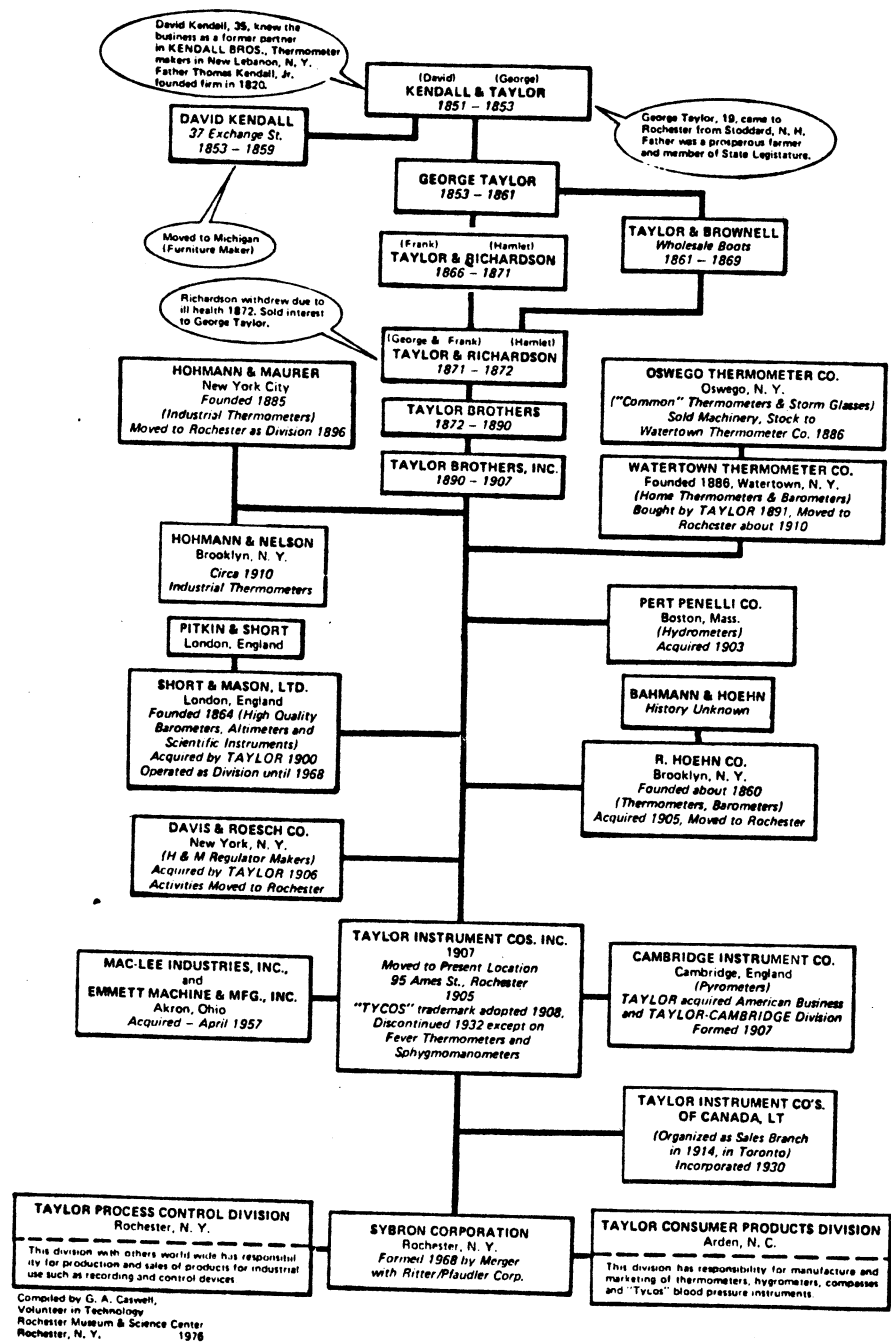 David Kendall, 35, knew the
business as a former partner
in KENDALL BROS., Thermometer
makers in New Lebanon, N. Y.
Father Thomas Kendall, Jr.
founded firm in 1820.
(David) (George)
KENDALL & TAYLOR
1851 – 1853
DAVID KENDALL
37 Exchange St.
1853 – 1859
George Taylor, 19, came to
Rochester from Stoddard, N. H.
Father was a prosperous farmer
and member of State Legistature.
GEORGE TAYLOR
1853 – 1861
Moved to Michigan
(Furniture Maker)
(Frank) (Hamlet)
TAYLOR & RICHARDSON
1866 – 1871
TAYLOR & BROWNELL
Wholesale Boots
1861 – 1869
Richardson withdrew due to
ill health 1872. Sold interest
to George Taylor.
(George & Frank) (Hamlet)
TAYLOR & RICHARDSON
1871 – 1872
HOHMANN & MAURER
New York City
Founded 1885
(Industrial Thermometers)
Moved to Rochester as Division 1896
TAYLOR BROTHERS
1872 – 1890
TAYLOR BROTHERS, INC.
1890 – 1907
OSWEGO THERMOMETER CO.
Oswego, N. Y.
("Common" Thermometers & Storm Glasses)
Sold Machinery, Stock to
Watertown Thermometer Co. 1886
WATERTOWN THERMOMETER CO.
Founded 1886, Watertown, N. Y.
(Home Thermometers & Barometers)
Bought by TAYLOR 1891, Moved to
Rochester about 1910
HOHMANN & NELSON
Brooklyn, N. Y.
Circa 1910
Industrial Thermometers
PERT PENELLI CO.
Boston, Mass.
(Hydrometers)
Acquired 1903
PITKIN & SHORT
London, England
SHORT & MASON, LTD.
London, England
Founded 1864 (High Quality
Barometers, Altimeters and
Scientific Instruments)
Acquired by TAYLOR 1900
Operated as Division until 1968
BAHMANN & HOEHN
History Unknown
R. HOEHN CO.
Brooklyn, N. Y.
Founded about 1860
(Thermometers, Barometers)
Acquired 1905, Moved to Rochester
DAVIS & ROESCH CO.
New York, N. Y.
(H & M Regulator Makers)
Acquired by TAYLOR 1906
Activities Moved to Rochester
TAYLOR INSTRUMENT COS. INC.
1907
Moved to Present Location
95 Ames St., Rochester
1905
"TYCOS" trademark adopted 1908,
Discontinued 1932 except on
Fever Thermometers and
Sphygmomanometers
MAC-LEE INDUSTRIES, INC.,
and
EMMETT MACHINE & MFG., INC.
Akron, Ohio
Acquired – April 1957
CAMBRIDGE INSTRUMENT CO.
Cambridge, England
(Pyrometers)
TAYLOR acquired American Business
and TAYLOR-CAMBRIDGE Division
Formed 1907
TAYLOR INSTRUMENT CO'S.
OF CANADA, LT
(Organized as Sales Branch
in 1914, in Toronto)
Incorporated 1930
TAYLOR PROCESS CONTROL DIVISION
Rochester, N. Y.
This division with others world wide has responsibil
ity for production and sales of products for industrial
use such as recording and control devices
SYBRON CORPORATION
Rochester, N. Y.
Formed 1968 by Merger
with Ritter/Pfaudler Corp.
TAYLOR CONSUMER PRODUCTS DIVISION
Arden, N. C.
This division has responsibility for manufacture and
marketing of thermometers, hygrometers, compasses
and "Tycos" blood pressure instruments.
Compiled by G. A. Caswell,
Volunteer in Technology
Rochester Museum & Science Center
Rochester, N. Y. 1976